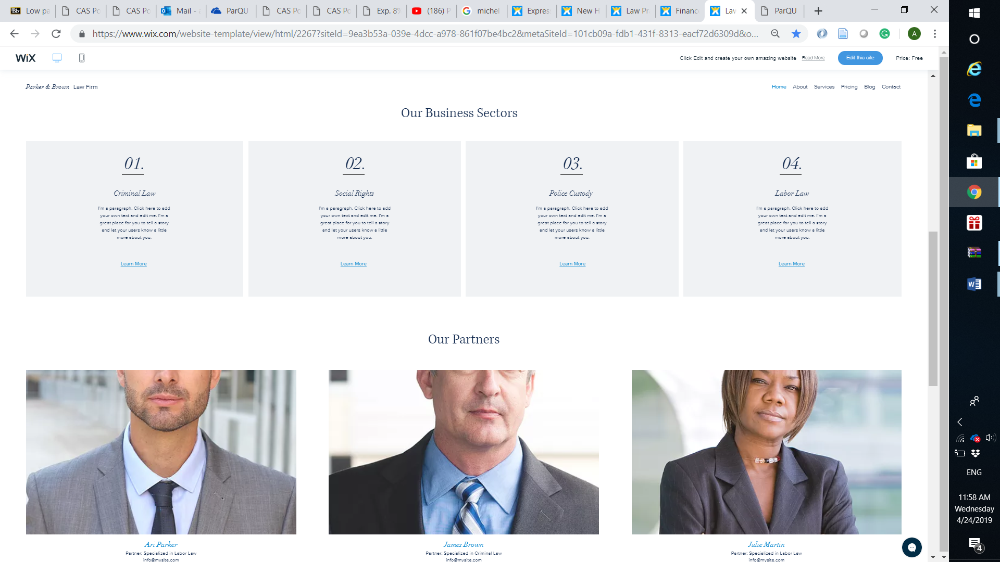 Low pa
CAS Po
CAS Po
Mail - a
ParQU
CAS Po
CAS Po
Exp. 8%
(186) P
michel
Expres
New H
Law Pr
Financ
Law
ParQU
https://www.wix.com/website-template/view/html/2267?siteId=9ea3b53a-039e-4dcc-a978-861f07be4bc2&metaSiteId=101cb09a-fdb1-431f-8313-eacf72d6309d&o...
A
WiX
Click Edit and create your own amazing website Read More
Edit this site
Price: Free
Parker & Brown Law Firm
Home About Services Pricing Blog Contact
Our Business Sectors
01.
Criminal Law
I'm a paragraph. Click here to add
your own text and edit me. I'm a
great place for you to tell a story
and let your users know a little
more about you.
Learn More
02.
Social Rights
I'm a paragraph. Click here to add
your own text and edit me. I'm a
great place for you to tell a story
and let your users know a little
more about you.
Learn More
03.
Police Custody
I'm a paragraph. Click here to add
your own text and edit me. I'm a
great place for you to tell a story
and let your users know a little
more about you.
Learn More
04.
Labor Law
I'm a paragraph. Click here to add
your own text and edit me. I'm a
great place for you to tell a story
and let your users know a little
more about you.
Learn More
Our Partners
Ari Parker
Partner; Specialized in Labor Law
info@mysite.com
James Brown
Partner; Specialized in Criminal Law
info@mysite.com
Julie Martin
Partner; Specialized in Labor Law
info@mysite.com
ENG
11:58 AM
Wednesday
4/24/2019
4